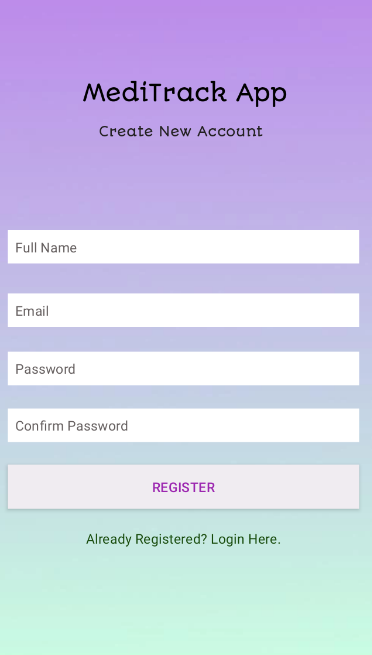 MediTrack App
Create New Account
Full Name
Email
Password
Confirm Password
REGISTER
Already Registered? Login Here.